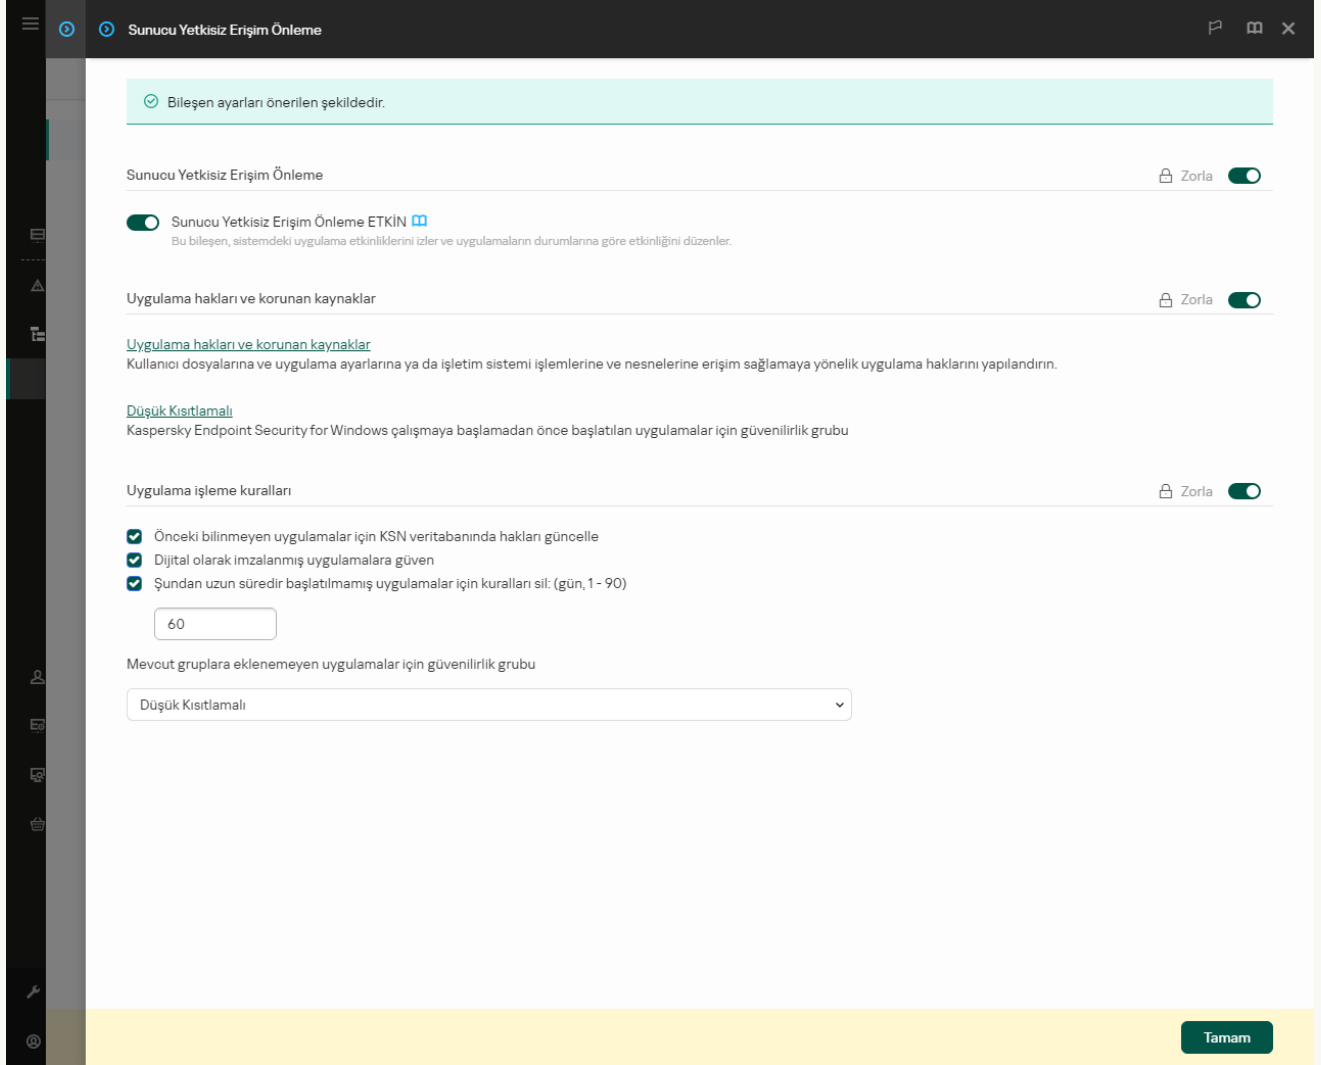 Sunucu Yetkisiz Erişim Önleme
Bileşen ayarları önerilen şekildedir.
Sunucu Yetkisiz Erişim Önleme
Zorla
Sunucu Yetkisiz Erişim Önleme ETKİN
Bu bileşen, sistemdeki uygulama etkinliklerini izler ve uygulamaların durumlarına göre etkinliğini düzenler.
Uygulama hakları ve korunan kaynaklar
Zorla
Uygulama hakları ve korunan kaynaklar
Kullanıcı dosyalarına ve uygulama ayarlarına ya da işletim sistemi işlemlerine ve nesnelerine erişim sağlamaya yönelik uygulama haklarını yapılandırın.
Düşük Kısıtlamalı
Kaspersky Endpoint Security for Windows çalışmaya başlamadan önce başlatılan uygulamalar için güvenilirlik grubu
Uygulama işleme kuralları
Zorla
Önceki bilinmeyen uygulamalar için KSN veritabanında hakları güncelle
Dijital olarak imzalanmış uygulamalara güven
Şundan uzun süredir başlatılmamış uygulamalar için kuralları sil: (gün, 1 - 90)
60
Mevcut gruplara eklenemeyen uygulamalar için güvenilirlik grubu
Düşük Kısıtlamalı
Tamam